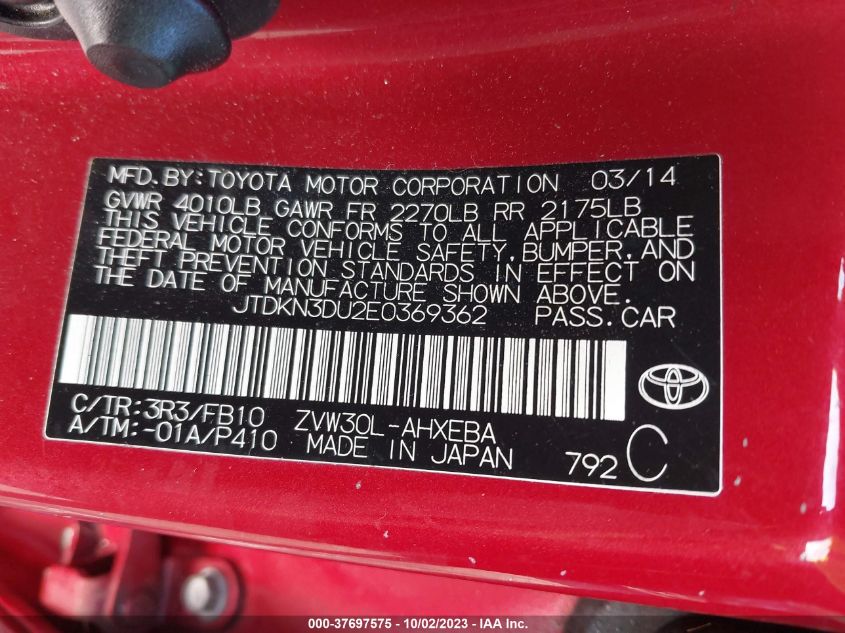 MFD. BY: TOYOTA MOTOR CORPORATION 03/14
GVWR 4010LB GAWR FR 2270LB RR 2175LB
THIS VEHICLE CONFORMS TO ALL APPLICABLE
FEDERAL MOTOR VEHICLE SAFETY, BUMPER, AND
THEFT PREVENTION STANDARDS IN EFFECT ON
THE DATE OF MANUFACTURE SHOWN ABOVE.
JTDKN3DU2E0369362 PASS. CAR
C/TR: 3R3/FB10 ZVW30L-AHXEBA
A/TM: -01A/P410 MADE IN JAPAN 792 C
000-37697575 - 10/02/2023 - IAA Inc.